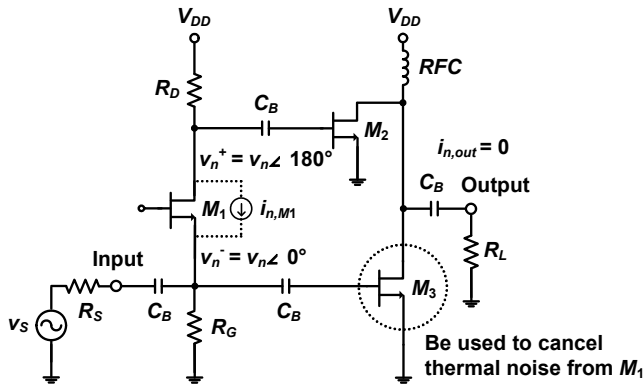 V_DD
V_DD
R_D
RFC
C_B
M_2
v_n^+ = v_n∠ 180°
i_n,out = 0
C_B
Output
M_1
i_n,M1
R_L
v_n^- = v_n∠ 0°
Input
C_B
M_3
v_S
R_S
C_B
R_G
Be used to cancel
thermal noise from M_1